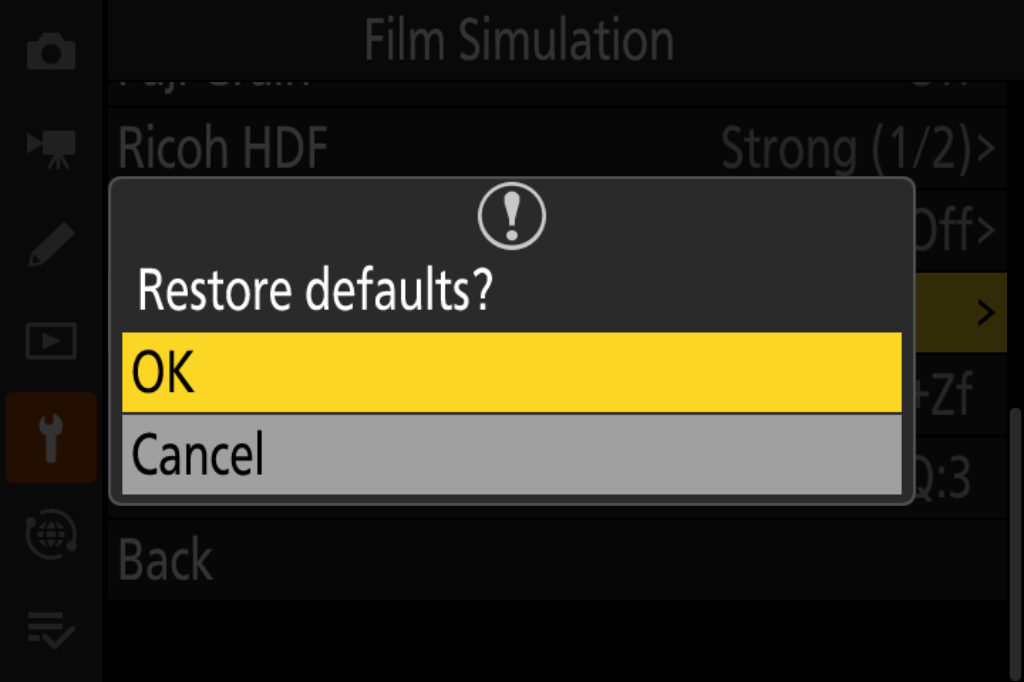 Film Simulation
Ricoh HDF Strong (1/2)>
Off>
>
Restore defaults?
OK
+Zf
Cancel
Q:3
Back